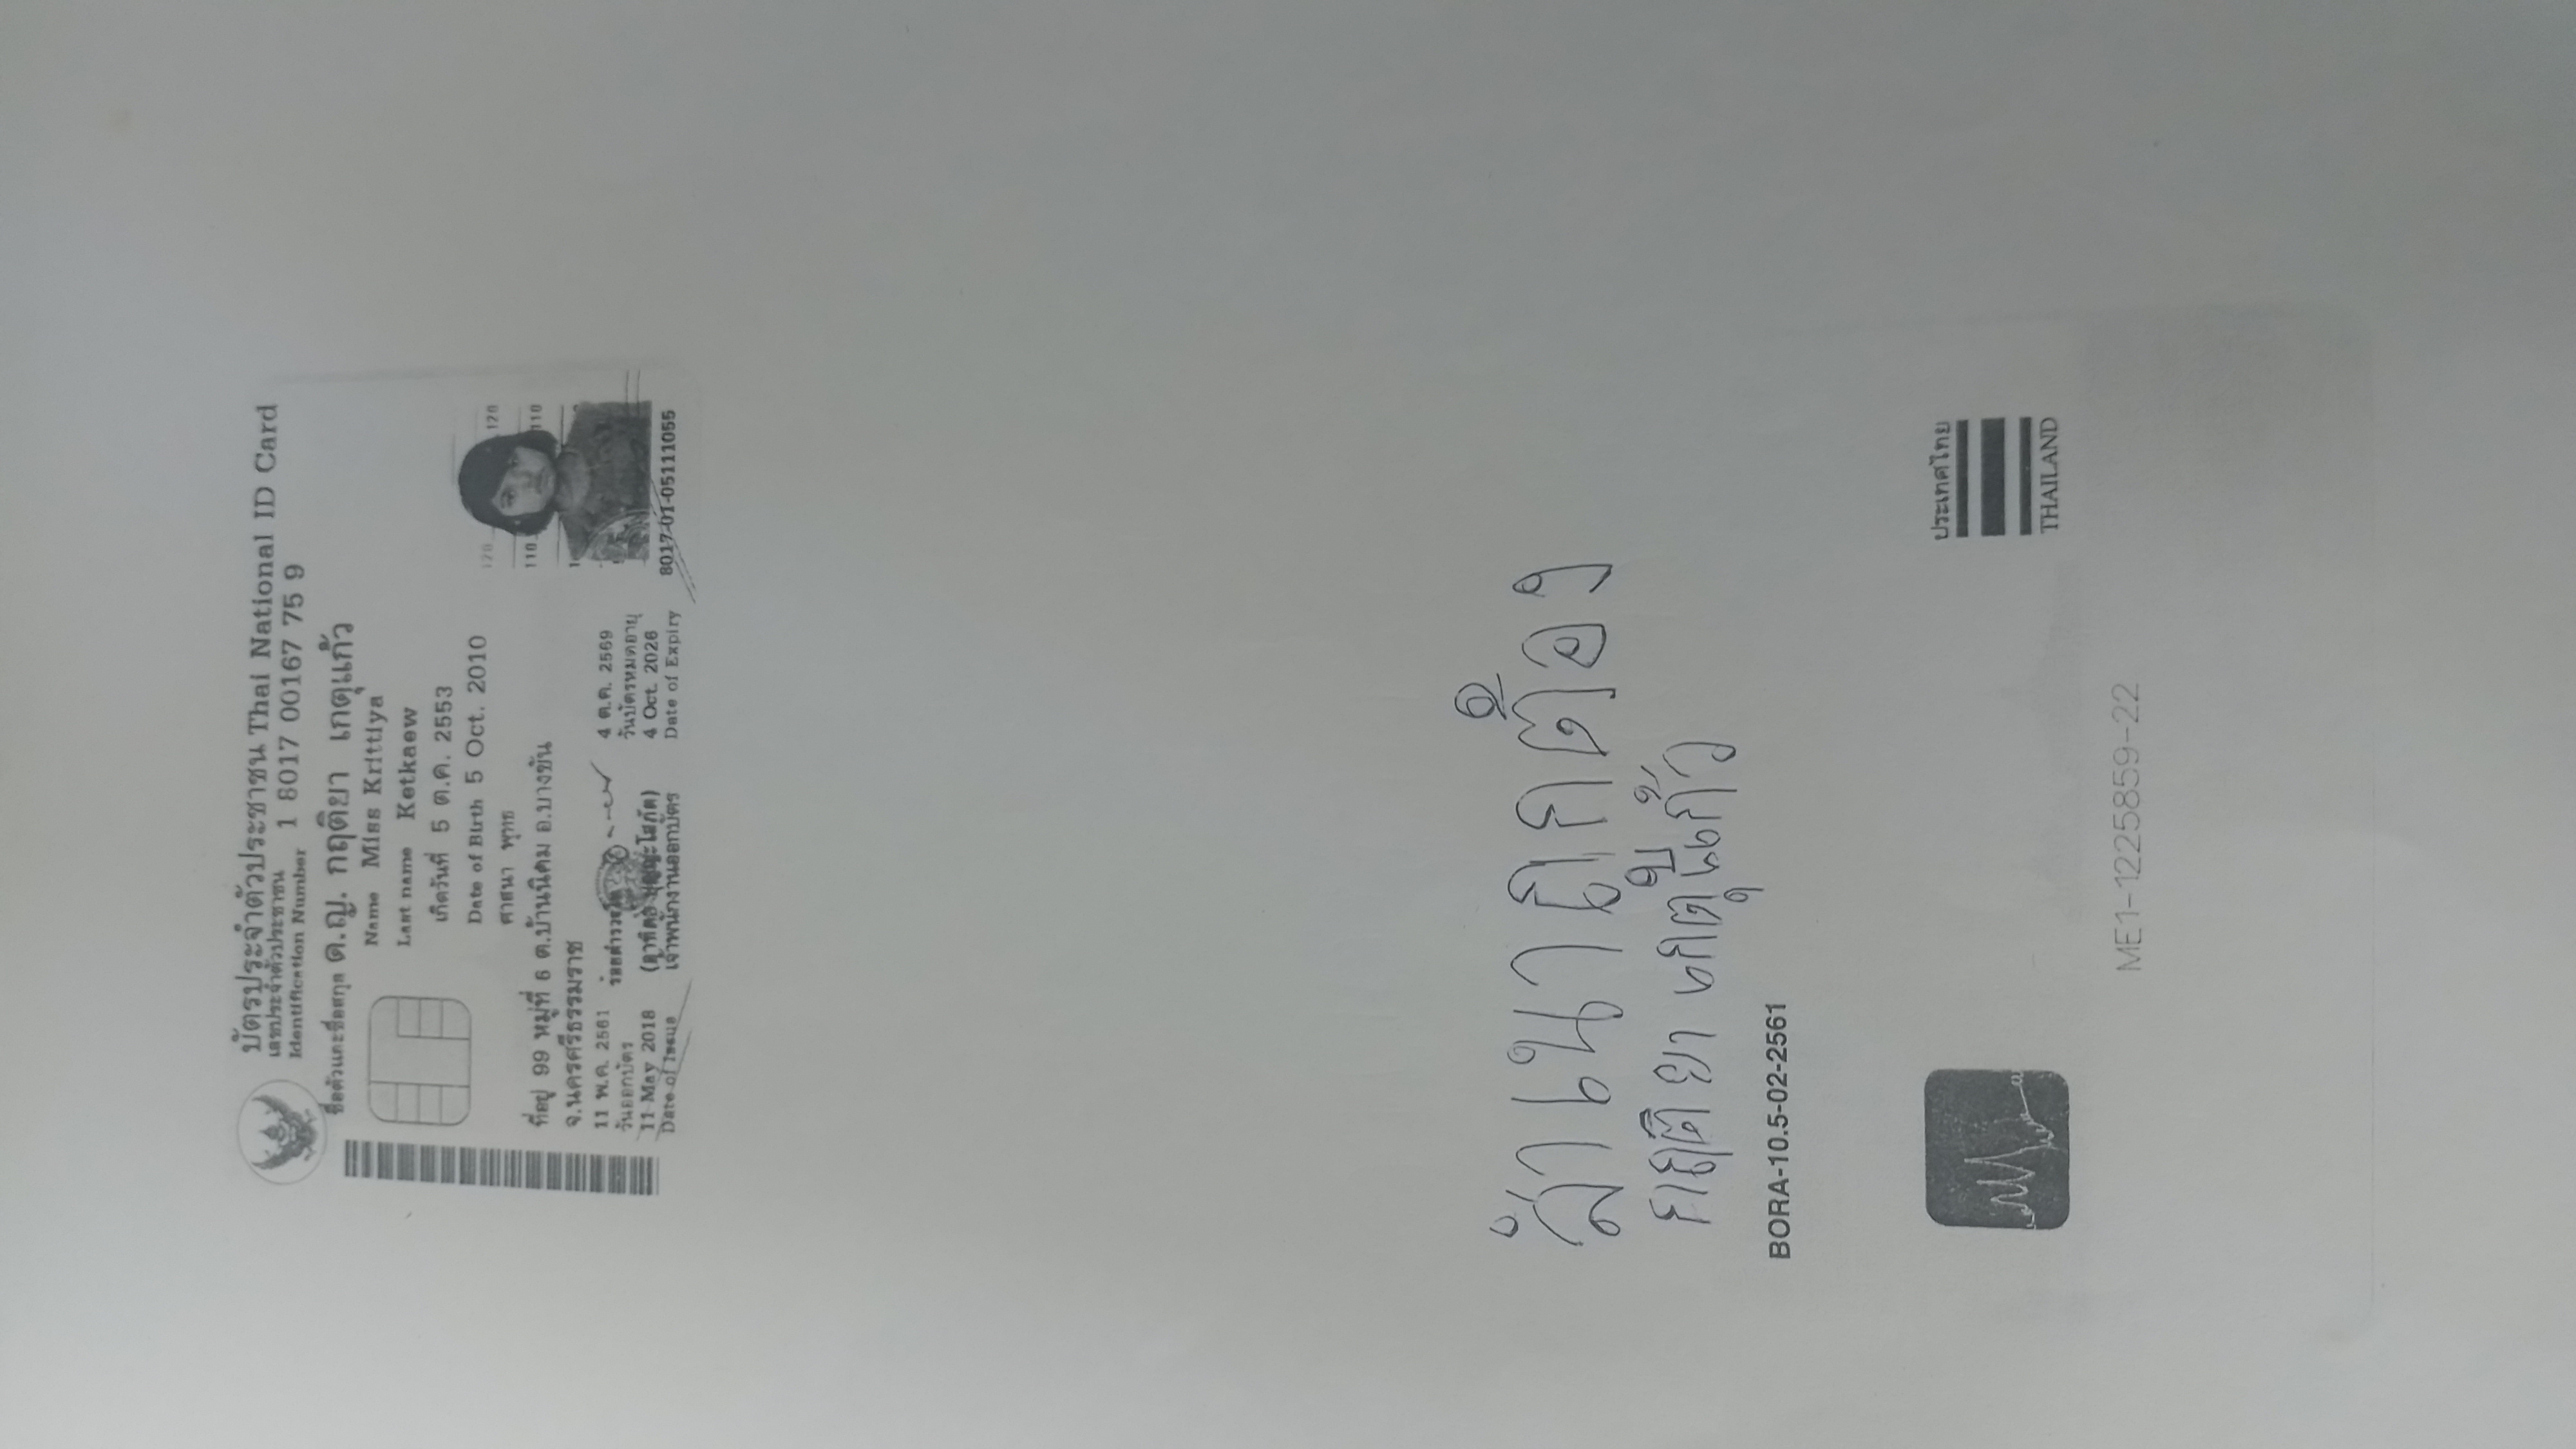 บัตรประจำตัวประชาชน Thai National ID Card
เลขประจำตัวประชาชน 1 8017 00167 75 9
Identification Number
ชื่อตัวและชื่อสกุล ด.ญ. กฤติยา เกตุแก้ว
Name Miss Krittiya
Last name Ketkaew
เกิดวันที่ 5 ต.ค. 2553
Date of Birth 5 Oct. 2010
ศาสนา พุทธ
ที่อยู่ 99 หมู่ที่ 6 ต.บ้านนิคม อ.บางขัน
จ.นครศรีธรรมราช
11 พ.ค. 2561
วันออกบัตร
11 May 2018
Date of Issue
เจ้าพนักงานออกบัตร
4 ต.ค. 2569
วันบัตรหมดอายุ
4 Oct. 2026
Date of Expiry
120 120
110 110
8017-01-05111055
สำเนาถูกต้อง
กฤติยา เกตุแก้ว
BORA-10.5-02-2561
ประเทศไทย
THAILAND
ME1-1225859-22